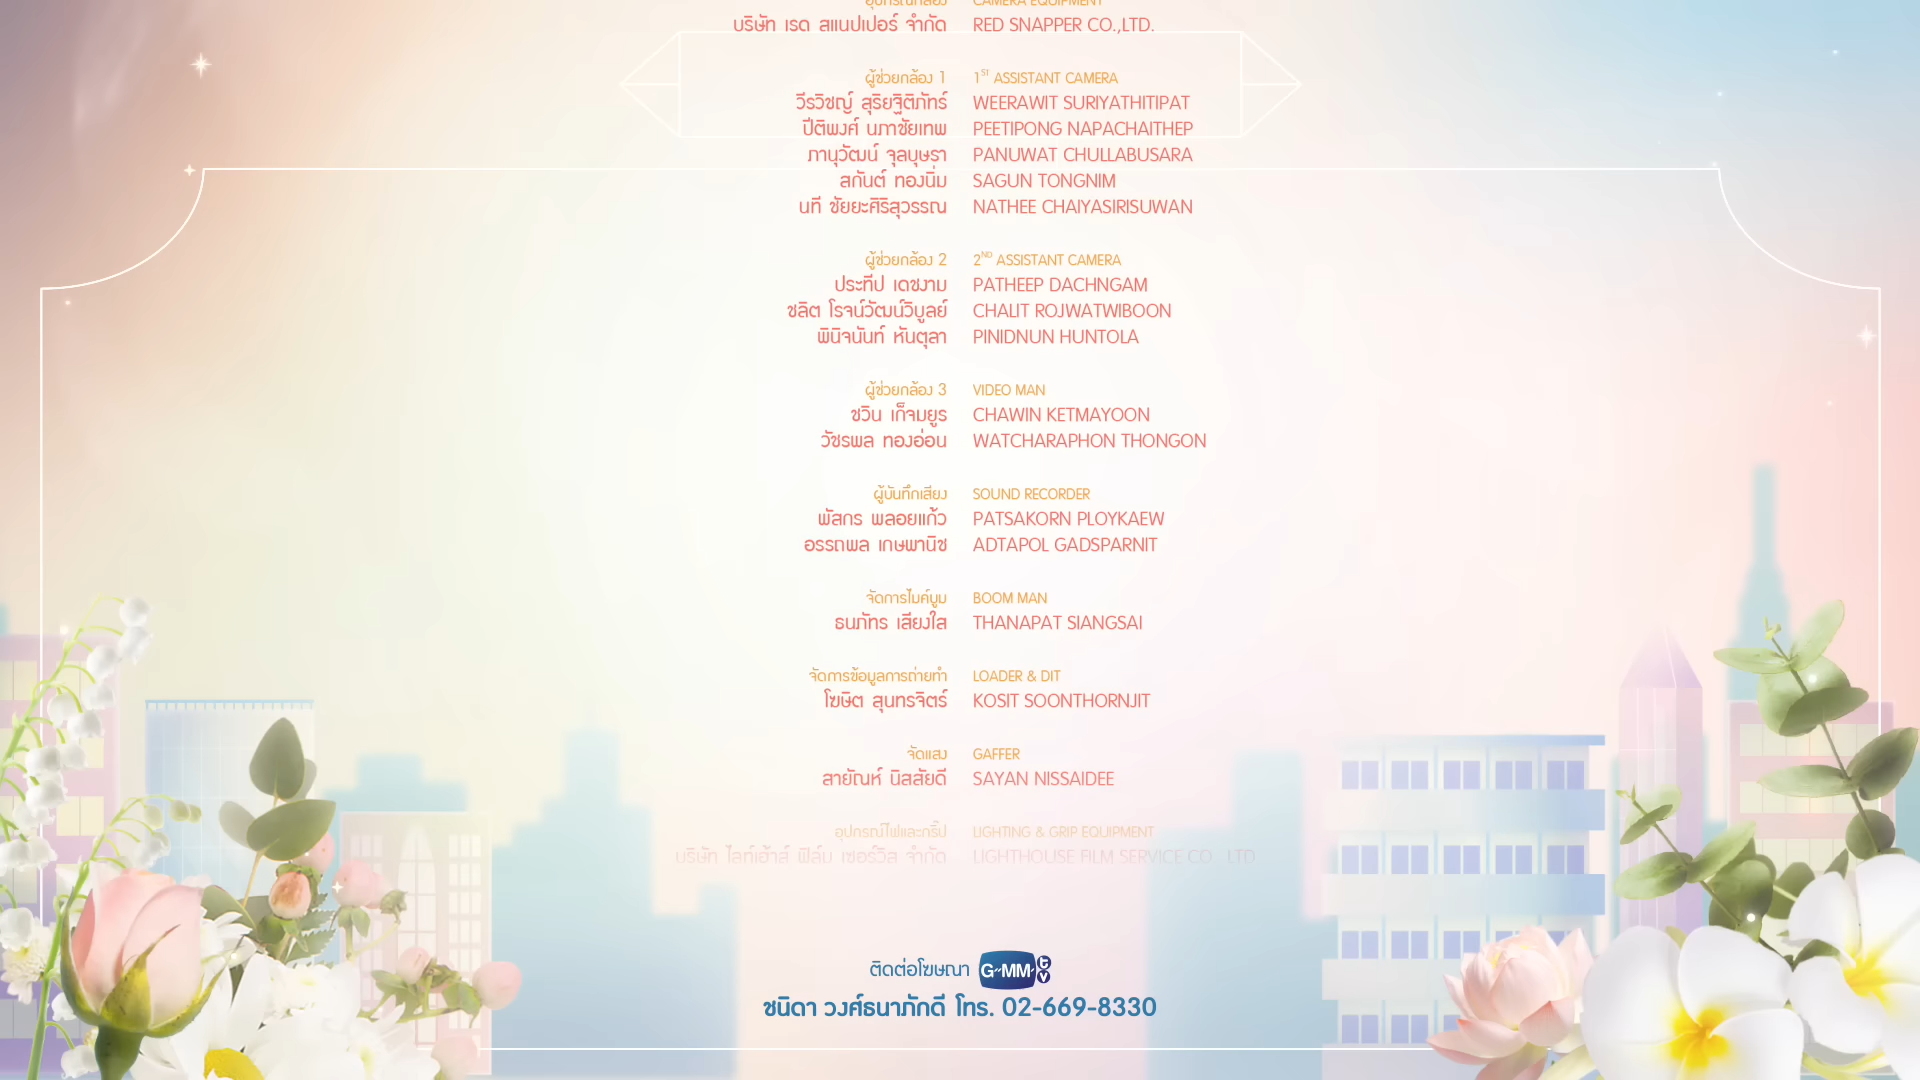 อุปกรณ์กล้อง CAMERA EQUIPMENT
บริษัท เรด สแนปเปอร์ จำกัด RED SNAPPER CO.,LTD.
ผู้ช่วยกล้อง 1 1ST ASSISTANT CAMERA
วีรวิชญ์ สุริยฐิติภัทร์ WEERAWIT SURIYATHITIPAT
ปีติพงศ์ นภาชัยเทพ PEETIPONG NAPACHAITHEP
ภานุวัฒน์ จุลบุษรา PANUWAT CHULLABUSARA
สกันต์ ทองนิ่ม SAGUN TONGNIM
นที ชัยยะศิริสุวรรณ NATHEE CHAIYASIRISUWAN
ผู้ช่วยกล้อง 2 2ND ASSISTANT CAMERA
ประทีป เดชงาม PATHEEP DACHNGAM
ชลิต โรจน์วัฒน์วิบูลย์ CHALIT ROJWATWIBOON
พินิจนันท์ หันตุลา PINIDNUN HUNTOLA
ผู้ช่วยกล้อง 3 VIDEO MAN
ชวิน เก็จมยูร CHAWIN KETMAYOON
วัชรพล ทองอ่อน WATCHARAPHON THONGON
ผู้บันทึกเสียง SOUND RECORDER
พัสกร พลอยแก้ว PATSAKORN PLOYKAEW
อรรถพล เกษพานิช ADTAPOL GADSPARNIT
จัดการไมค์บูม BOOM MAN
ธนภัทร เสียงใส THANAPAT SIANGSAI
จัดการข้อมูลการถ่ายทำ LOADER & DIT
โฆษิต สุนทรจิตร์ KOSIT SOONTHORNJIT
จัดแสง GAFFER
สายัณห์ นิสสัยดี SAYAN NISSAIDEE
อุปกรณ์ไฟและกริ๊ป LIGHTING & GRIP EQUIPMENT
บริษัท ไลท์เฮ้าส์ ฟิล์ม เซอร์วิส จำกัด LIGHTHOUSE FILM SERVICE CO., LTD.
ติดต่อโฆษณา GMM tv
ชนิดา วงศ์ธนาภักดี โทร. 02-669-8330